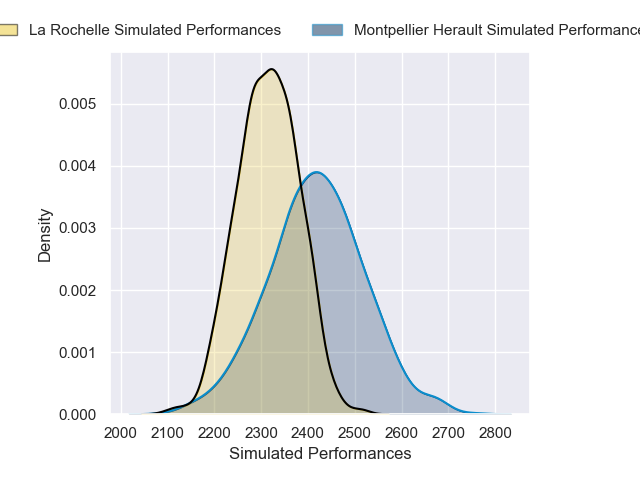 La Rochelle Simulated Performances
Montpellier Herault Simulated Performance
0.005
0.004
0.003
0.002
0.001
0.000
Density
2000 2100 2200 2300 2400 2500 2600 2700 2800
Simulated Performances